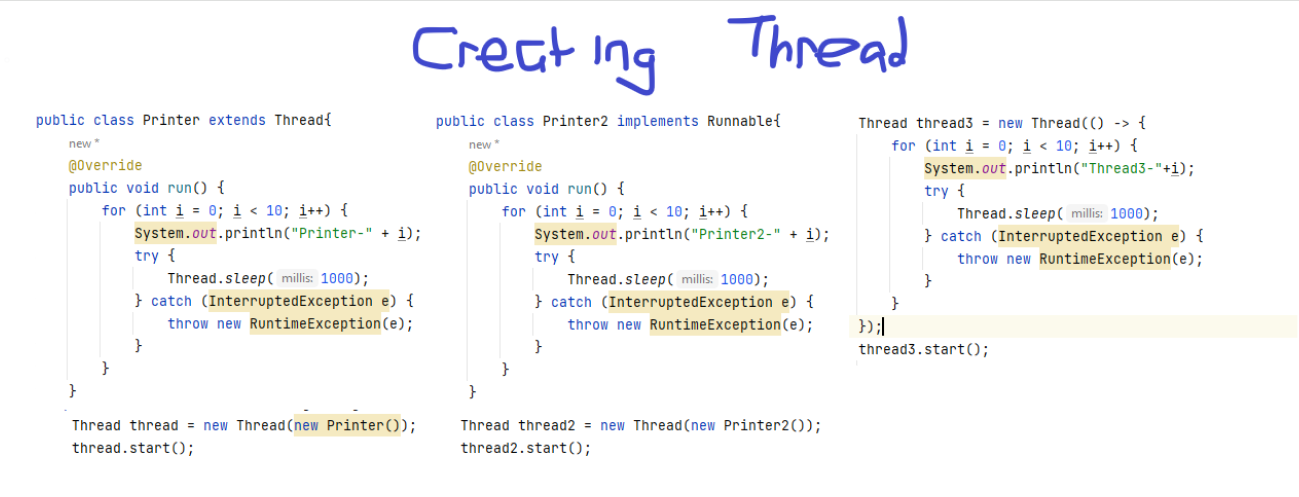 Creating Thread
public class Printer extends Thread{
new *
@Override
public void run() {
for (int i = 0; i < 10; i++) {
System.out.println("Printer-" + i);
try {
Thread.sleep( millis: 1000);
} catch (InterruptedException e) {
throw new RuntimeException(e);
}
}
}
Thread thread = new Thread(new Printer());
thread.start();
public class Printer2 implements Runnable{
new *
@Override
public void run() {
for (int i = 0; i < 10; i++) {
System.out.println("Printer2-" + i);
try {
Thread.sleep( millis: 1000);
} catch (InterruptedException e) {
throw new RuntimeException(e);
}
}
}
Thread thread2 = new Thread(new Printer2());
thread2.start();
Thread thread3 = new Thread(() -> {
for (int i = 0; i < 10; i++) {
System.out.println("Thread3-"+i);
try {
Thread.sleep( millis: 1000);
} catch (InterruptedException e) {
throw new RuntimeException(e);
}
}
});
thread3.start();